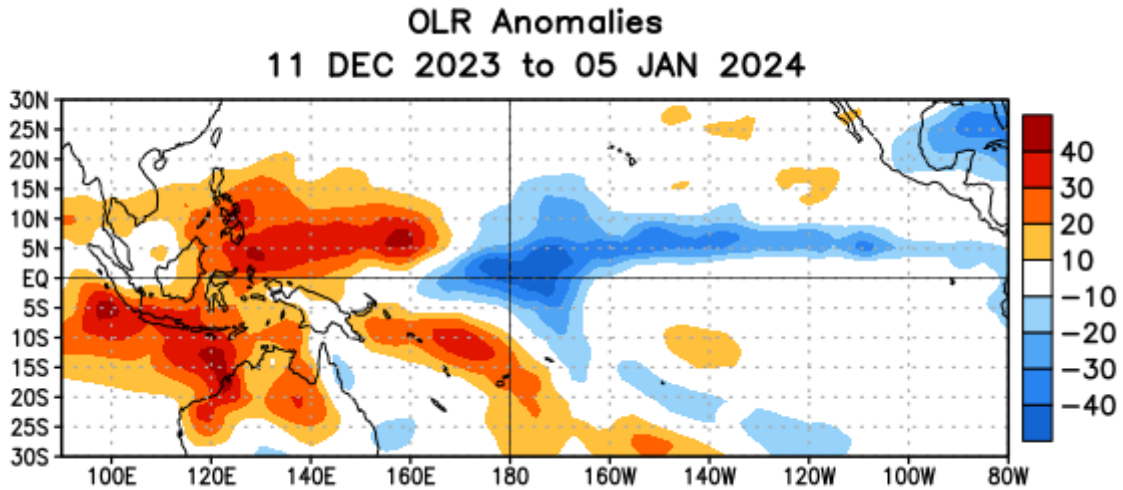 OLR Anomalies
11 DEC 2023 to 05 JAN 2024
30N
25N
20N
15N
10N
5N
EQ
5S
10S
15S
20S
25S
30S
100E 120E 140E 160E 180 160W 140W 120W 100W 80W
40
30
20
10
−10
−20
−30
−40